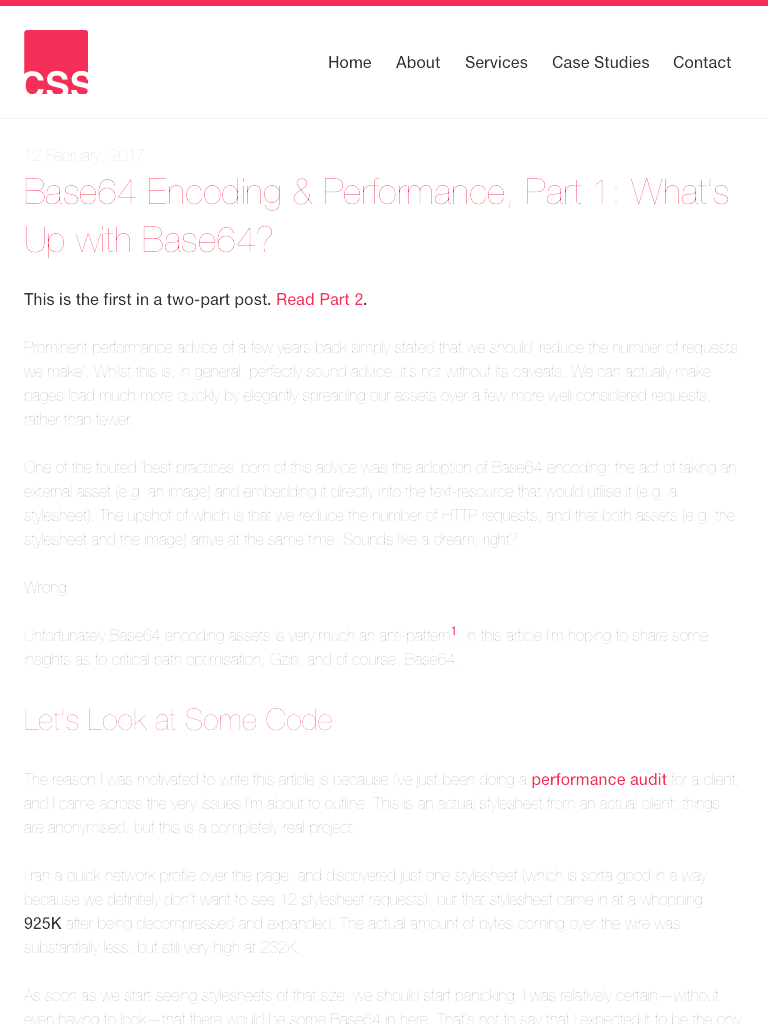 css
Home About Services Case Studies Contact
12 February, 2017
Base64 Encoding & Performance, Part 1: What’s
Up with Base64?
This is the first in a two-part post. Read Part 2.
Prominent performance advice of a few years back simply stated that we should ‘reduce the number of requests
we make’. Whilst this is, in general, perfectly sound advice, it’s not without its caveats. We can actually make
pages load much more quickly by elegantly spreading our assets over a few more well considered requests,
rather than fewer.
One of the touted ‘best practices’ born of this advice was the adoption of Base64 encoding: the act of taking an
external asset (e.g. an image) and embedding it directly into the text-resource that would utilise it (e.g. a
stylesheet). The upshot of which is that we reduce the number of HTTP requests, and that both assets (e.g. the
stylesheet and the image) arrive at the same time. Sounds like a dream, right?
Wrong.
Unfortunately Base64 encoding assets is very much an anti-pattern1. In this article I’m hoping to share some
insights as to critical path optimisation, Gzip, and of course, Base64.
Let’s Look at Some Code
The reason I was motivated to write this article is because I’ve just been doing a performance audit for a client,
and I came across the very issues I’m about to outline. This is an actual stylesheet from an actual client: things
are anonymised, but this is a completely real project.
I ran a quick network profile over the page, and discovered just one stylesheet (which is sorta good in a way
because we definitely don’t want to see 12 stylesheet requests), but that stylesheet came in at a whopping
925K after being decompressed and expanded. The actual amount of bytes coming over the wire was
substantially less, but still very high at 232K.
As soon as we start seeing stylesheets of that size, we should start panicking. I was relatively certain—without
even having to look—that there would be some Base64 in here. That’s not to say that I expected it to be the only